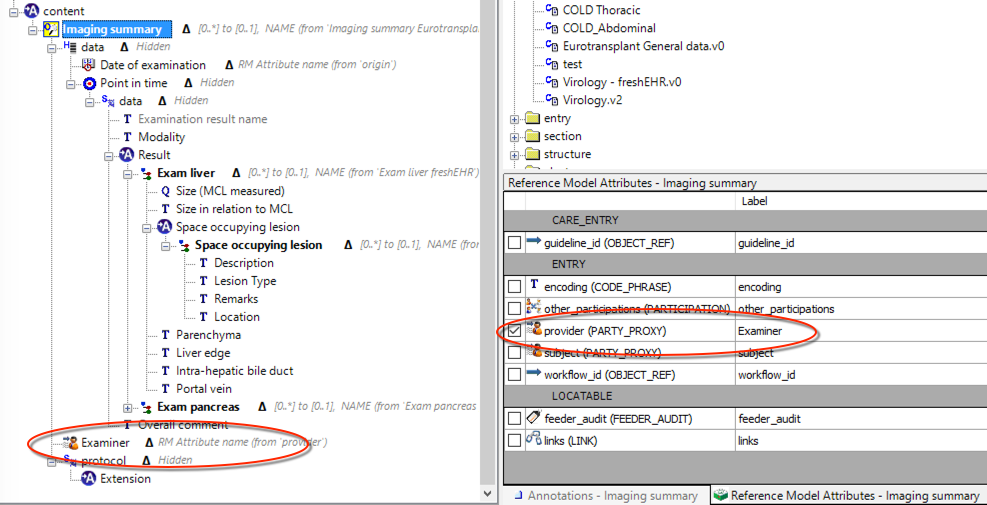 content
Imaging summary Δ [0..*] to [0..1], NAME (from `Imaging summary Eurotransplan
data Δ Hidden
Date of examination Δ RM Attribute name (from `origin`)
Point in time Δ Hidden
data Δ Hidden
T Examination result name
T Modality
Result
Exam liver Δ [0..*] to [0..1], NAME (from `Exam liver freshEHR`)
Q Size (MCL measured)
T Size in relation to MCL
Space occupying lesion
Space occupying lesion Δ [0..*] to [0..1], NAME (from
T Description
T Lesion Type
T Remarks
T Location
T Parenchyma
T Liver edge
T Intra-hepatic bile duct
T Portal vein
Exam pancreas Δ [0..*] to [0..1], NAME (from `Exam pancreas
T Overall comment
Examiner Δ RM Attribute name (from `provider`)
protocol Δ Hidden
Extension
COLD Thoracic
COLD_Abdominal
Eurotransplant General data.v0
test
Virology - freshEHR.v0
Virology.v2
entry
section
structure
Reference Model Attributes - Imaging summary
Label
CARE_ENTRY
guideline_id (OBJECT_REF) guideline_id
ENTRY
T encoding (CODE_PHRASE) encoding
other_participations (PARTICIPATION) other_participations
provider (PARTY_PROXY) Examiner
subject (PARTY_PROXY) subject
workflow_id (OBJECT_REF) workflow_id
LOCATABLE
feeder_audit (FEEDER_AUDIT) feeder_audit
links (LINK) links
Annotations - Imaging summary Reference Model Attributes - Imaging summary